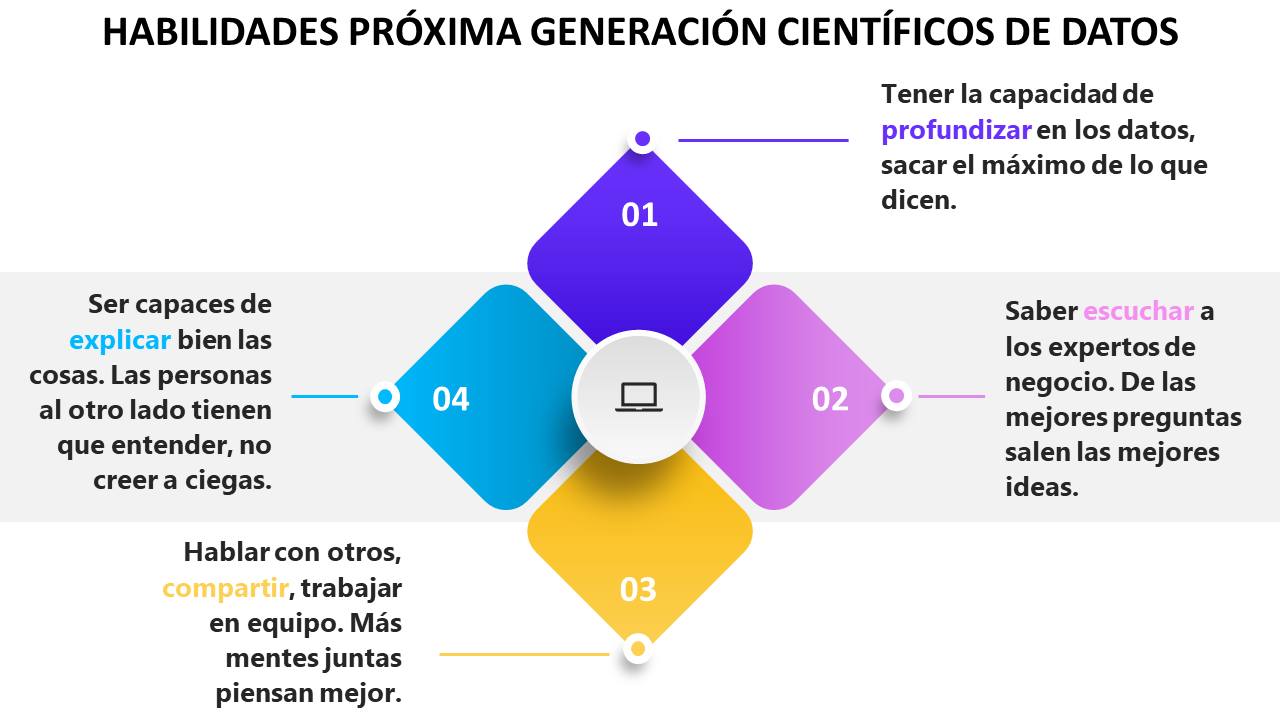 HABILIDADES PRÓXIMA GENERACIÓN CIENTÍFICOS DE DATOS
01
Tener la capacidad de
profundizar en los datos,
sacar el máximo de lo que
dicen.
02
Saber escuchar a
los expertos de
negocio. De las
mejores preguntas
salen las mejores
ideas.
03
Hablar con otros,
compartir, trabajar
en equipo. Más
mentes juntas
piensan mejor.
04
Ser capaces de
explicar bien las
cosas. Las personas
al otro lado tienen
que entender, no
creer a ciegas.